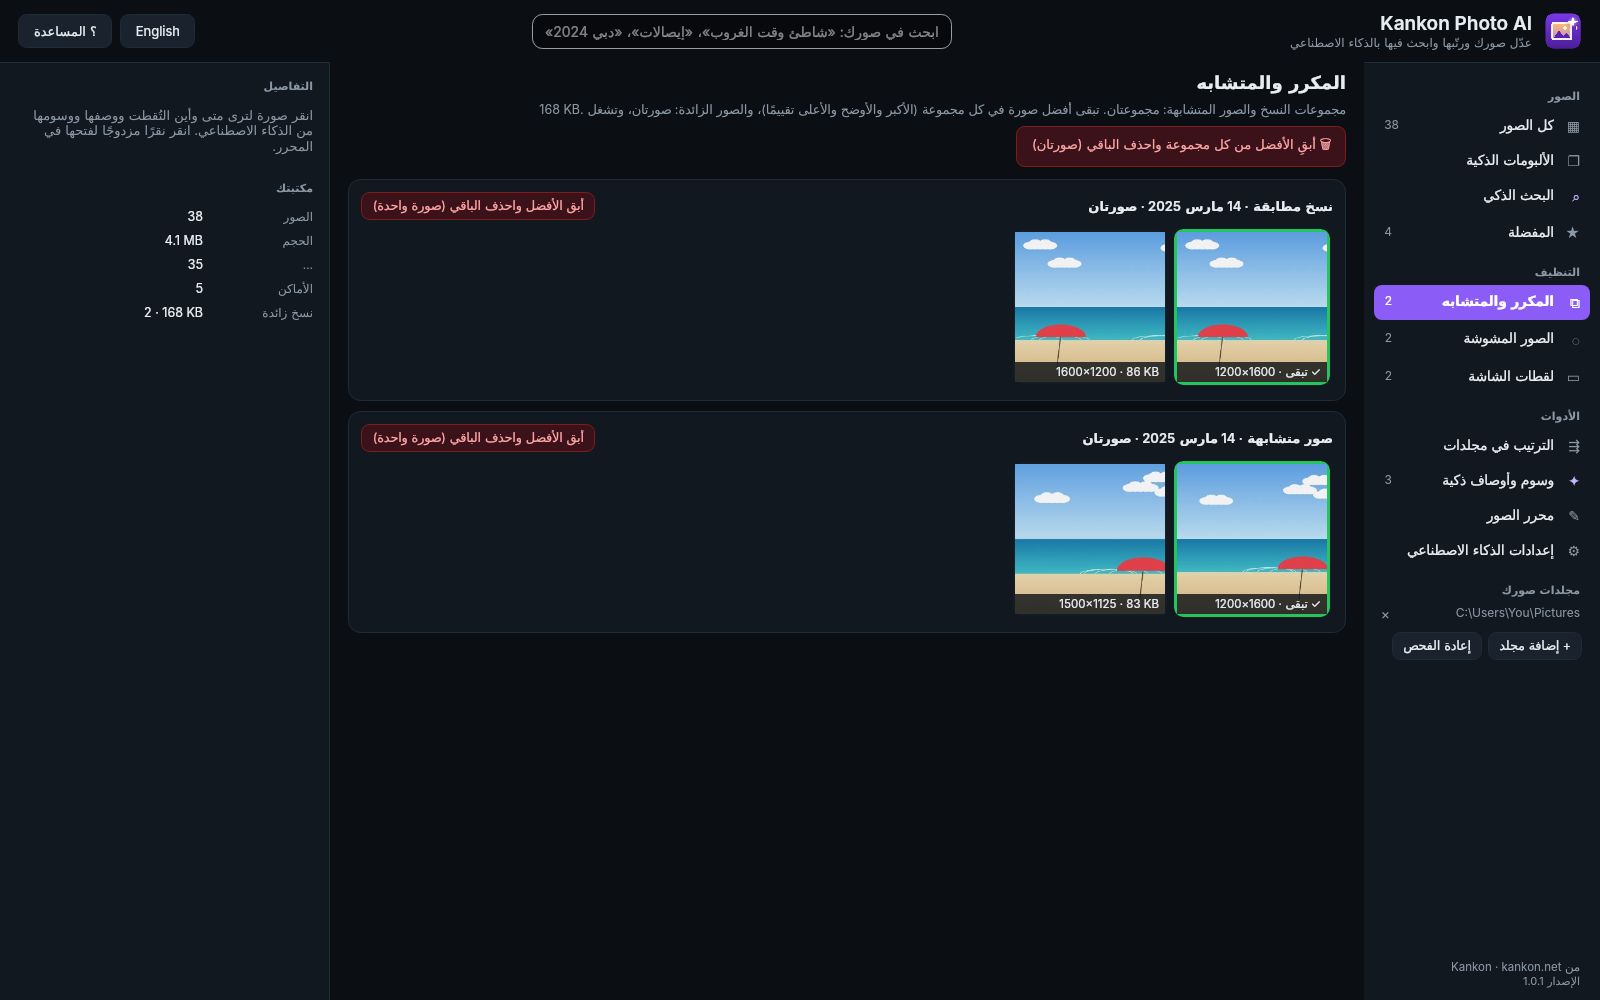 Kankon Photo AI
عدّل صورك ورتّبها وابحث فيها بالذكاء الاصطناعي
ابحث في صورك: «شاطئ وقت الغروب»، «إيصالات»، «دبي 2024»
English
؟ المساعدة
الصور
كل الصور 38
الألبومات الذكية
البحث الذكي
المفضلة 4
التنظيف
المكرر والمتشابه 2
الصور المشوشة 2
لقطات الشاشة 2
الأدوات
الترتيب في مجلدات
وسوم وأوصاف ذكية 3
محرر الصور
إعدادات الذكاء الاصطناعي
مجلدات صورك
C:\Users\You\Pictures ×
+ إضافة مجلد
إعادة الفحص
من Kankon · kankon.net
الإصدار 1.0.1
المكرر والمتشابه
مجموعات النسخ والصور المتشابهة: مجموعتان. تبقى أفضل صورة في كل مجموعة (الأكبر والأوضح والأعلى تقييمًا)، والصور الزائدة: صورتان، وتشغل 168 KB.
أبقِ الأفضل من كل مجموعة واحذف الباقي (صورتان)
نسخ مطابقة · 14 مارس 2025 · صورتان
أبق الأفضل واحذف الباقي (صورة واحدة)
✓ تبقى · 1600×1200
1600×1200 · 86 KB
صور متشابهة · 14 مارس 2025 · صورتان
أبق الأفضل واحذف الباقي (صورة واحدة)
✓ تبقى · 1600×1200
1500×1125 · 83 KB
التفاصيل
انقر صورة لترى متى وأين التُقطت ووصفها ووسومها
من الذكاء الاصطناعي. انقر نقرًا مزدوجًا لفتحها في
المحرر.
مكتبتك
الصور 38
الحجم 4.1 MB
... 35
الأماكن 5
نسخ زائدة 2 · 168 KB